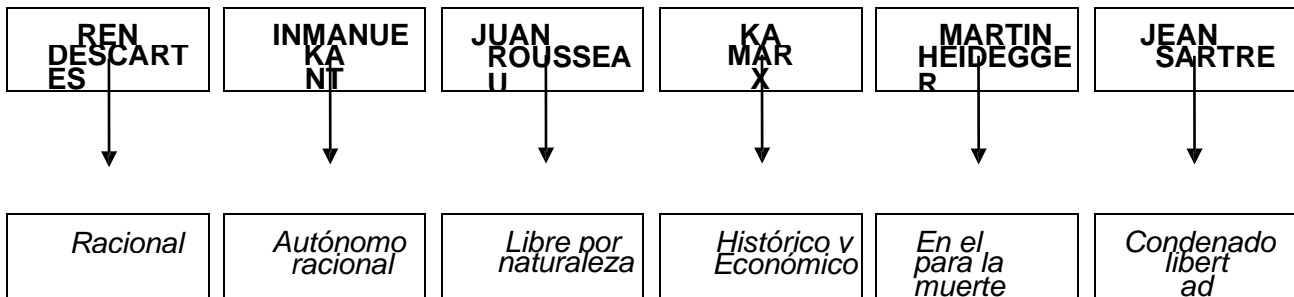 REN
DESCART
ES
INMANUE
KA
NT
JUAN
ROUSSEA
U
KA
MAR
X
MARTIN
HEIDEGGE
R
JEAN
SARTRE
Racional
Autónomo
racional
Libre por
naturaleza
Histórico y
Económico
En el
para la
muerte
Condenado
libert
ad